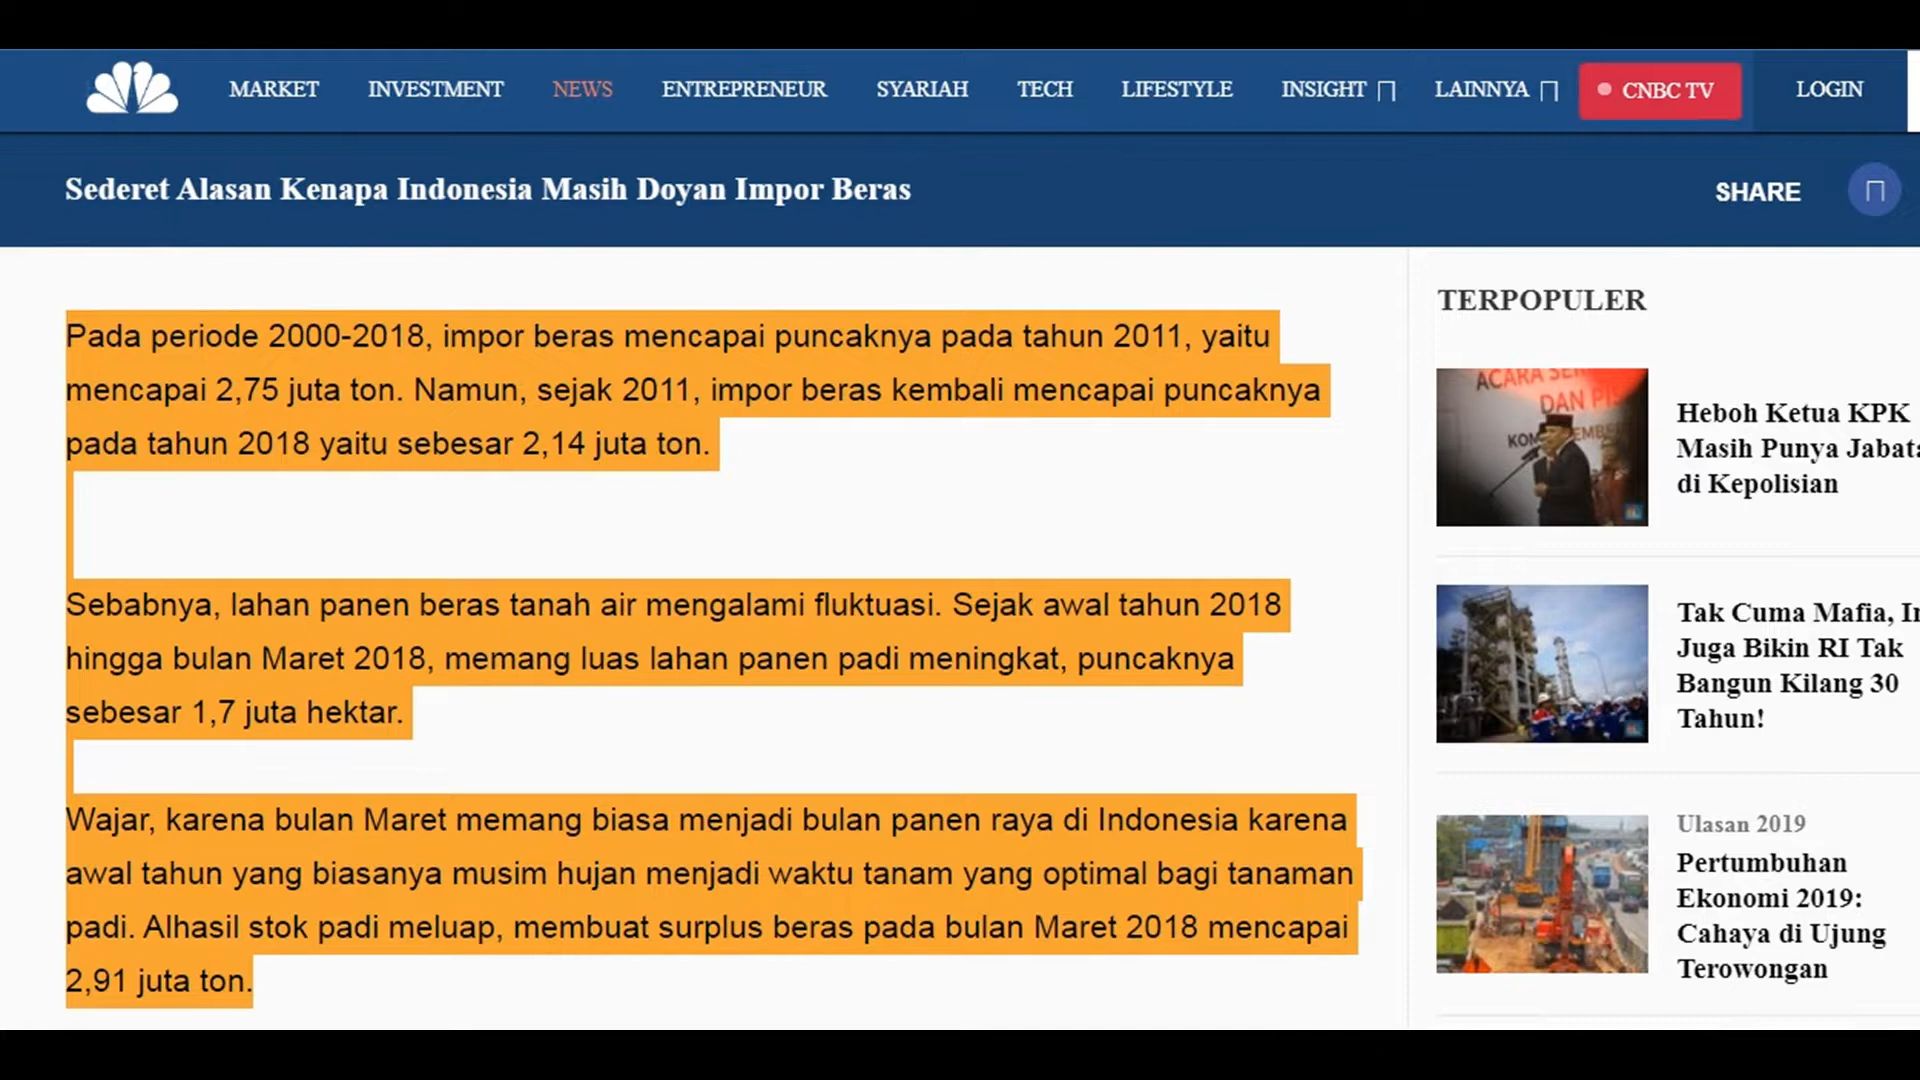 MARKET INVESTMENT NEWS ENTREPRENEUR SYARIAH TECH LIFESTYLE INSIGHT LAINNYA CNBC TV LOGIN
Sederet Alasan Kenapa Indonesia Masih Doyan Impor Beras
SHARE
Pada periode 2000-2018, impor beras mencapai puncaknya pada tahun 2011, yaitu
mencapai 2,75 juta ton. Namun, sejak 2011, impor beras kembali mencapai puncaknya
pada tahun 2018 yaitu sebesar 2,14 juta ton.
Sebabnya, lahan panen beras tanah air mengalami fluktuasi. Sejak awal tahun 2018
hingga bulan Maret 2018, memang luas lahan panen padi meningkat, puncaknya
sebesar 1,7 juta hektar.
Wajar, karena bulan Maret memang biasa menjadi bulan panen raya di Indonesia karena
awal tahun yang biasanya musim hujan menjadi waktu tanam yang optimal bagi tanaman
padi. Alhasil stok padi meluap, membuat surplus beras pada bulan Maret 2018 mencapai
2,91 juta ton.
TERPOPULER
ACARA
DAN
Heboh Ketua KPK
Masih Punya
di Kepolisian
Tak Cuma Mafia,
Juga Bikin RI Tak
Bangun Kilang 30
Tahun!
Ulasan 2019
Pertumbuhan
Ekonomi 2019:
Cahaya di Ujung
Terowongan